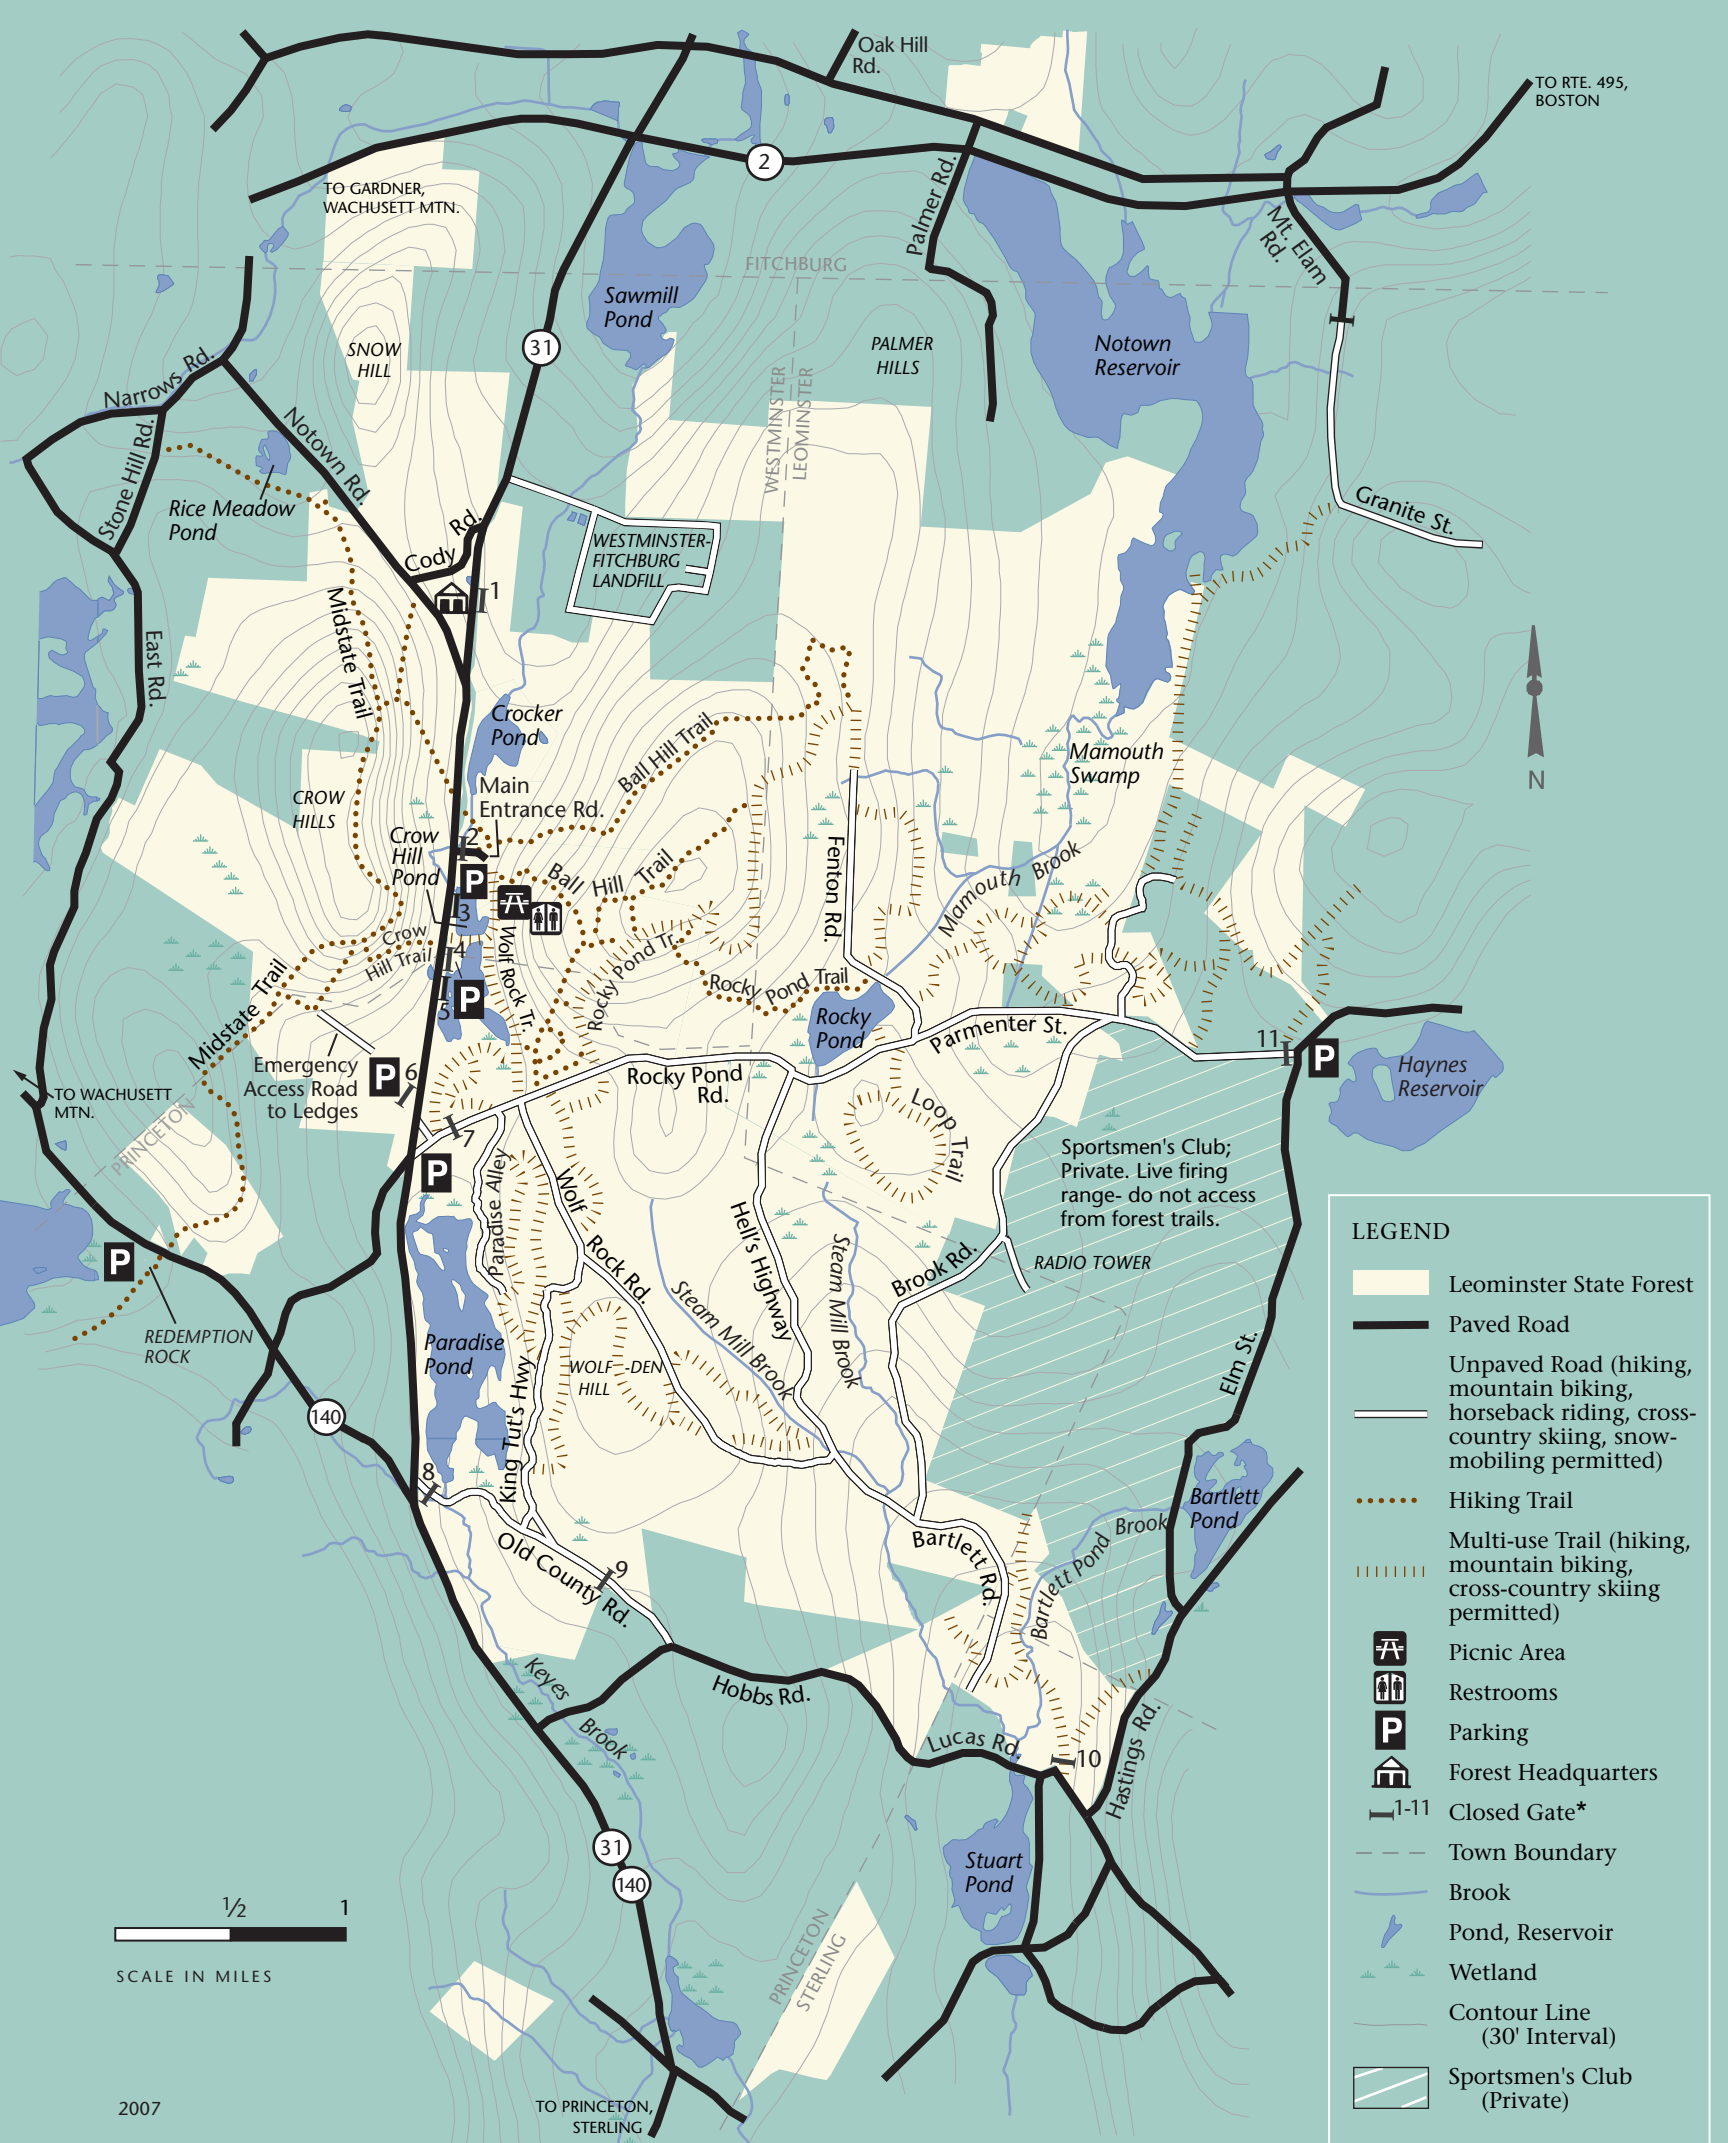 Oak Hill
Rd.
TO RTE. 495,
BOSTON
2
TO GARDNER,
WACHUSETT MTN.
Palmer Rd.
Mt. Elam
Rd.
FITCHBURG
Sawmill
Pond
31
SNOW
HILL
PALMER
HILLS
Notown
Reservoir
WESTMINSTER
LEOMINSTER
Narrows Rd.
Stone Hill Rd.
Notown Rd.
Rice Meadow
Pond
Cody Rd.
WESTMINSTER-
FITCHBURG
LANDFILL
Granite St.
1
Midstate Trail
East Rd.
Crocker
Pond
Ball Hill Trail
Mamouth
Swamp
N
Main
Entrance Rd.
CROW
HILLS
Crow
Hill
Pond
2
P
Ball Hill Trail
Fenton Rd.
Mamouth Brook
3
Crow
Hill Trail
4
Wolf Rock Tr.
Rocky Pond Tr.
Rocky Pond Trail
P
5
Midstate Trail
Rocky
Pond
Parmenter St.
11
P
Haynes
Reservoir
Emergency
Access Road
to Ledges
P
6
Rocky Pond
Rd.
TO WACHUSETT
MTN.
PRINCETON
7
P
Loop Trail
Sportsmen's Club;
Private. Live firing
range- do not access
from forest trails.
Paradise Alley
Wolf Rock Rd.
Hell's Highway
Steam Mill Brook
Steam Mill Brook
Brook Rd.
RADIO TOWER
P
REDEMPTION
ROCK
Paradise
Pond
WOLF-DEN
HILL
King Tut's Hwy
Elm St.
140
8
Bartlett
Pond
Bartlett Pond Brook
Old County Rd.
9
Bartlett Rd.
Keyes Brook
Hobbs Rd.
Lucas Rd.
10
Hastings Rd.
31
140
Stuart
Pond
PRINCETON
STERLING
½ 1
SCALE IN MILES
2007
TO PRINCETON,
STERLING
LEGEND
Leominster State Forest
Paved Road
Unpaved Road (hiking,
mountain biking,
horseback riding, cross-
country skiing, snow-
mobiling permitted)
Hiking Trail
Multi-use Trail (hiking,
mountain biking,
cross-country skiing
permitted)
Picnic Area
Restrooms
P Parking
Forest Headquarters
1-11 Closed Gate*
Town Boundary
Brook
Pond, Reservoir
Wetland
Contour Line
(30' Interval)
Sportsmen's Club
(Private)